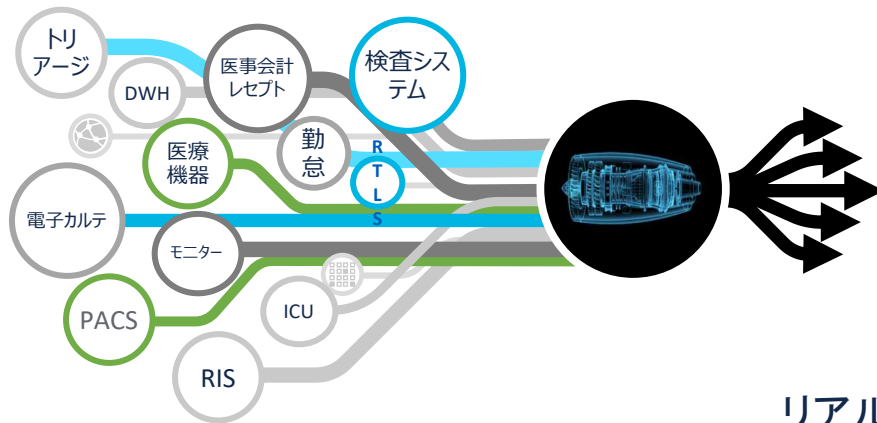 トリ
アージ
医事会計
レセプト
検査シス
テム
DWH
勤
怠
医療
機器
R
T
L
S
電子カルテ
モニター
ICU
PACS
RIS
リアル